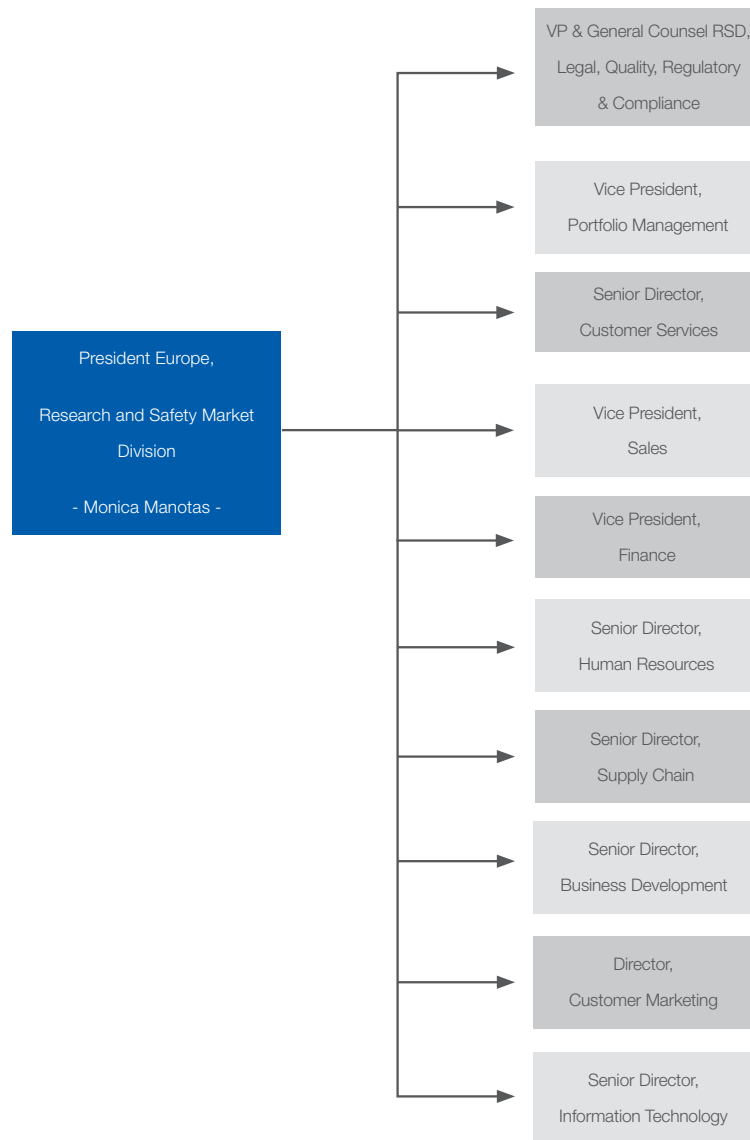 President Europe,
Research and Safety Market
Division
- Monica Manotas -
VP & General Counsel RSD,
Legal, Quality, Regulatory
& Compliance
Vice President,
Portfolio Management
Senior Director,
Customer Services
Vice President,
Sales
Vice President,
Finance
Senior Director,
Human Resources
Senior Director,
Supply Chain
Senior Director,
Business Development
Director,
Customer Marketing
Senior Director,
Information Technology